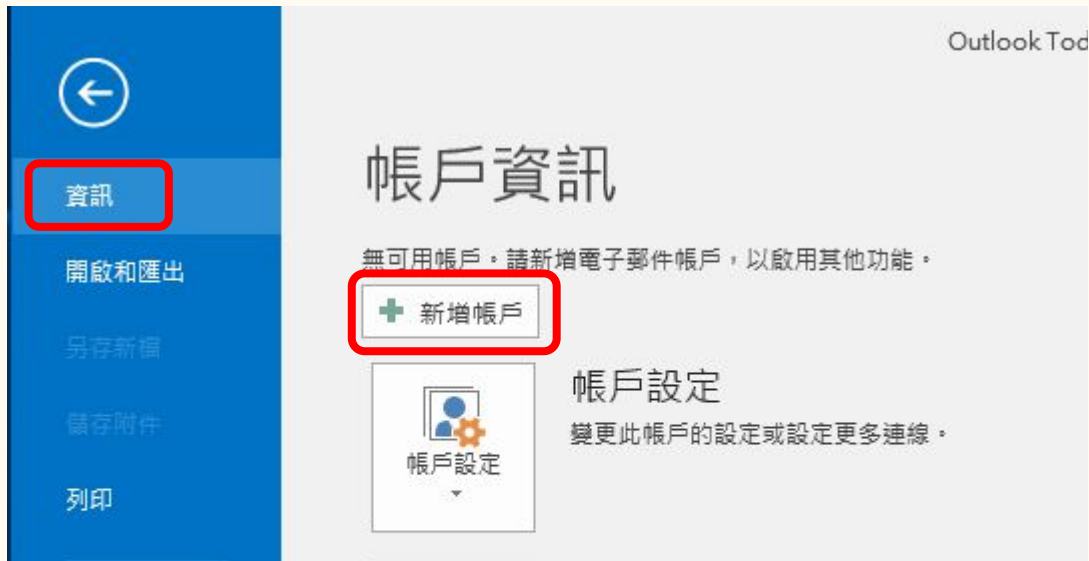 Outlook Tod
資訊
開啟和匯出
另存新檔
儲存附件
列印
帳戶資訊
無可用帳戶。請新增電子郵件帳戶，以啟用其他功能。
新增帳戶
帳戶設定
帳戶設定
變更此帳戶的設定或設定更多連線。